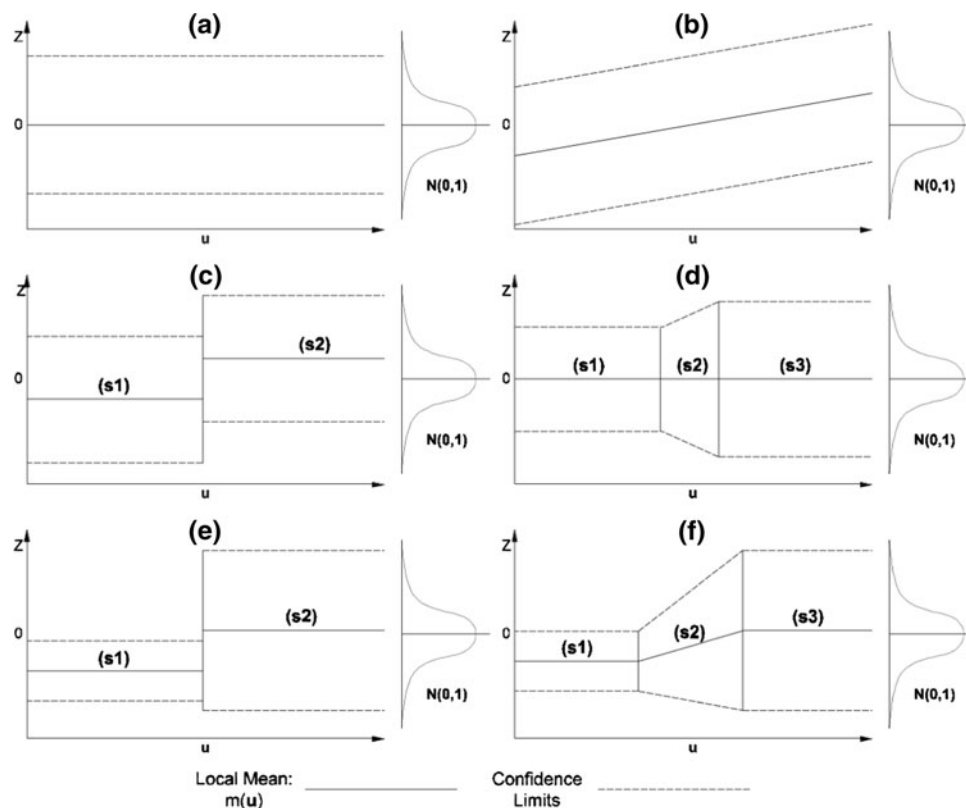 (a)
Z
0
N(0,1)
u
(b)
Z
0
N(0,1)
u
(c)
Z
(s2)
0
(s1)
N(0,1)
u
(d)
Z
0
(s1)
(s2)
(s3)
N(0,1)
u
(e)
Z
(s2)
0
(s1)
N(0,1)
u
(f)
Z
(s3)
0
(s2)
(s1)
N(0,1)
u
Local Mean:
m(u)
Confidence
Limits